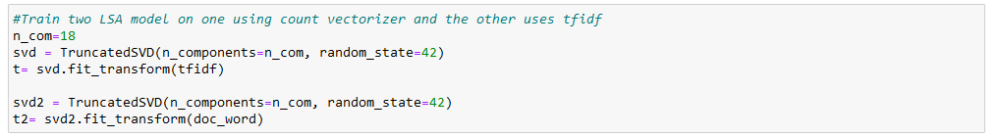 #Train two LSA model on one using count vectorizer and the other uses tfidf
n_com=18
svd = TruncatedSVD(n_components=n_com, random_state=42)
t= svd.fit_transform(tfidf)
svd2 = TruncatedSVD(n_components=n_com, random_state=42)
t2= svd2.fit_transform(doc_word)